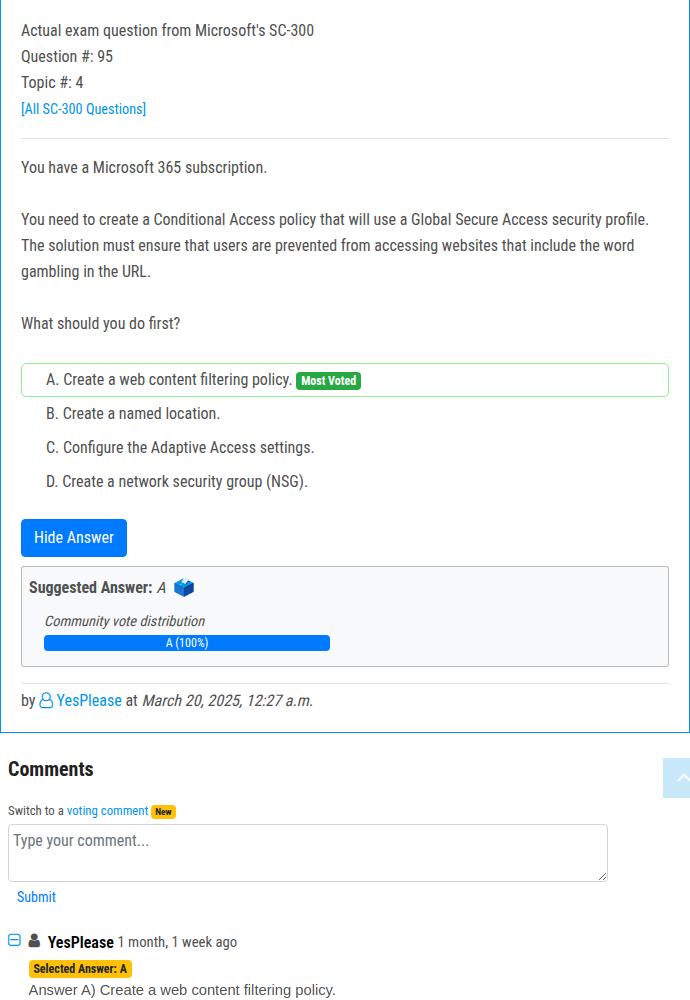 Actual exam question from Microsoft's SC-300
Question #: 95
Topic #: 4
[All SC-300 Questions]
You have a Microsoft 365 subscription.
You need to create a Conditional Access policy that will use a Global Secure Access security profile.
The solution must ensure that users are prevented from accessing websites that include the word
gambling in the URL.
What should you do first?
A. Create a web content filtering policy. Most Voted
B. Create a named location.
C. Configure the Adaptive Access settings.
D. Create a network security group (NSG).
Hide Answer
Suggested Answer: A
Community vote distribution
A (100%)
by YesPlease at March 20, 2025, 12:27 a.m.
Comments
Switch to a voting comment New
Type your comment...
Submit
YesPlease 1 month, 1 week ago
Selected Answer: A
Answer A) Create a web content filtering policy.